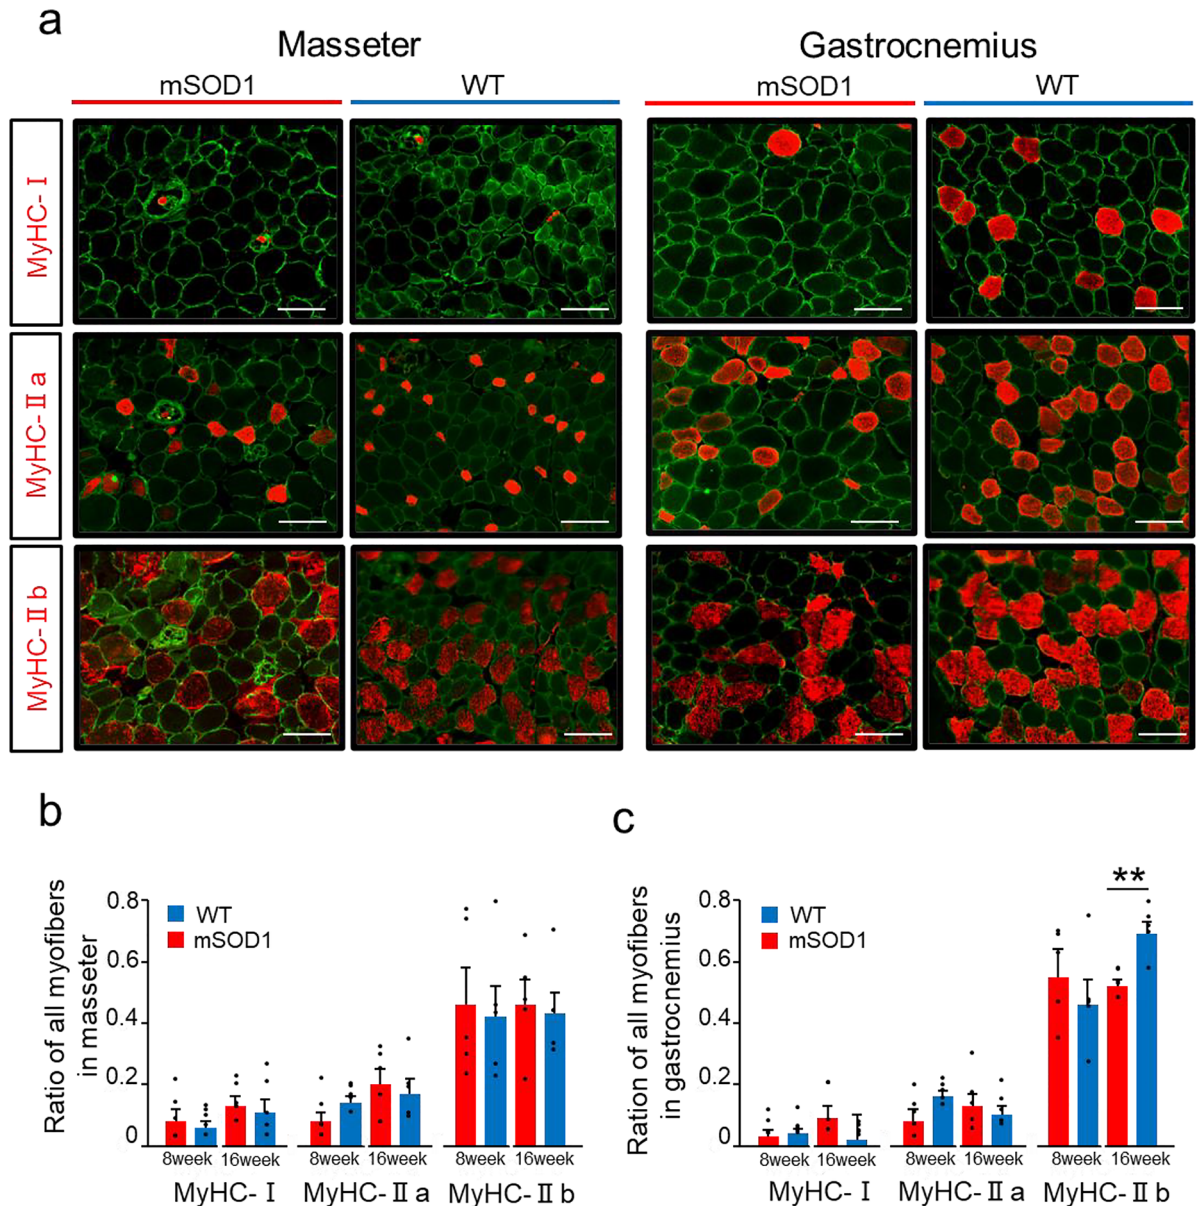 a
Masseter
Gastrocnemius
mSOD1
WT
mSOD1
WT
MyHC- I
MyHC- II a
MyHC- II b
b
Ratio of all myofibers
in masseter
0.8
0.6
0.4
0.2
0
WT
mSOD1
8week
16week
8week
16week
8week
16week
MyHC- I
MyHC- II a
MyHC- II b
c
Ration of all myofibers
in gastrocnemius
0.8
0.6
0.4
0.2
0
WT
mSOD1
**
8week
16week
8week
16week
8week
16week
MyHC- I
MyHC- II a
MyHC- II b